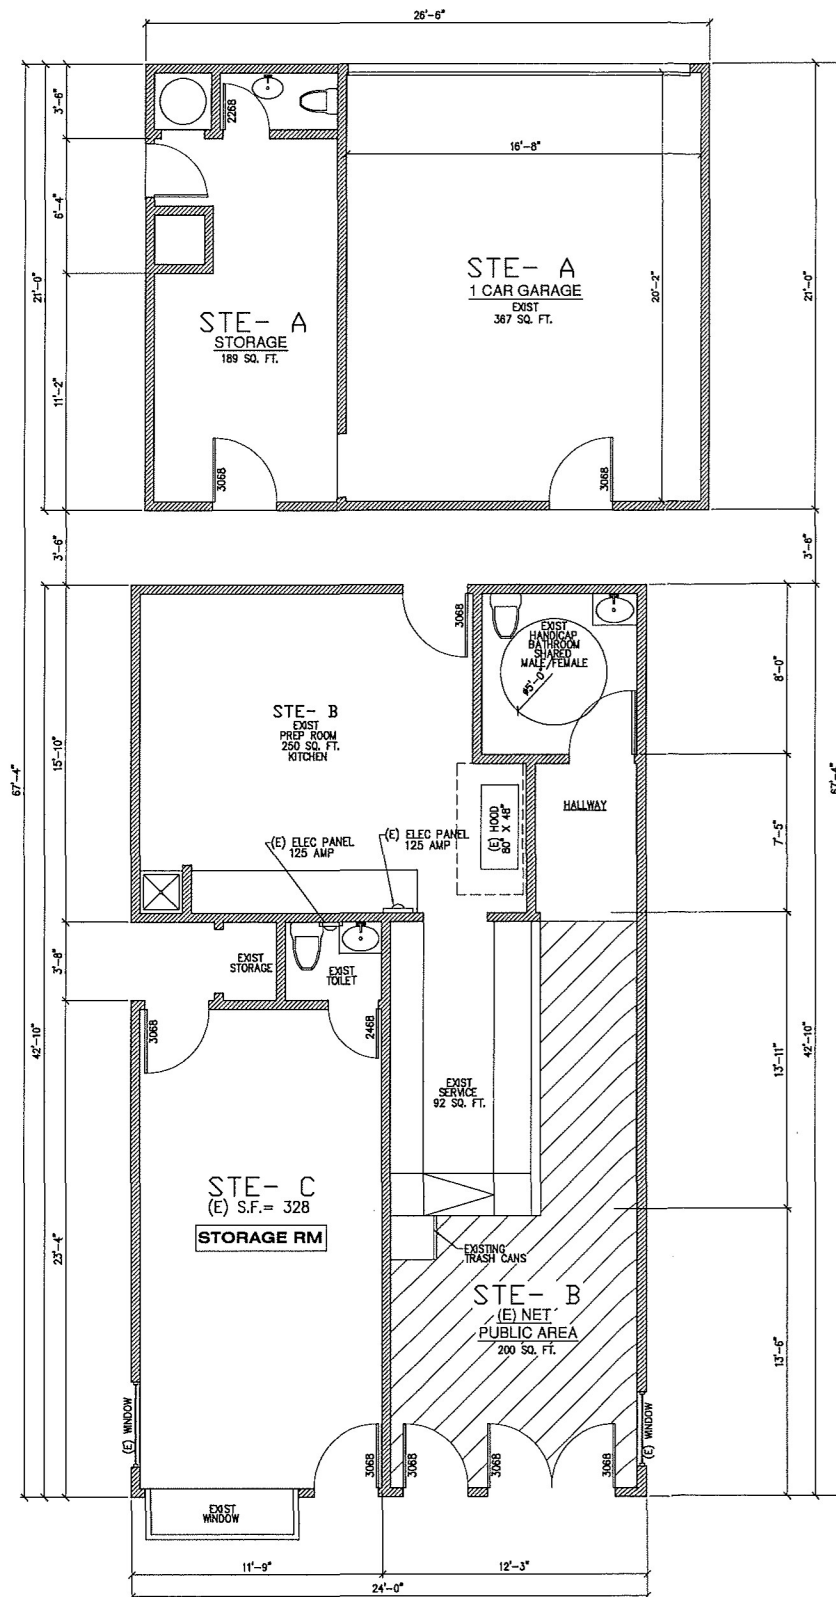 26'-6"
3'-6"
2268
16'-8"
6'-4"
21'-0"
20'-2"
21'-0"
STE- A
1 CAR GARAGE
EXIST
367 SQ. FT.
STE- A
STORAGE
189 SQ. FT.
11'-2"
3068
3068
3'-6"
3'-6"
3068
EXIST
HANDICAP
BATHROOM
SHARED
MALE/FEMALE
ø5'-0"
8'-0"
STE- B
EXIST
PREP ROOM
250 SQ. FT.
KITCHEN
15'-10"
67'-4"
67'-4"
HALLWAY
(E) HOOD
80" X 48"
7'-5"
(E) ELEC PANEL
125 AMP
(E) ELEC PANEL
125 AMP
3'-8"
EXIST
STORAGE
EXIST
TOILET
3068
2468
42'-10"
42'-10"
13'-11"
EXIST
SERVICE
92 SQ. FT.
STE- C
(E) S.F.= 328
STORAGE RM
23'-4"
EXISTING
TRASH CANS
STE- B
(E) NET
PUBLIC AREA
200 SQ. FT.
13'-6"
(E) WINDOW
(E) WINDOW
3068
3068
3068
3068
EXIST
WINDOW
11'-9"
12'-3"
24'-0"